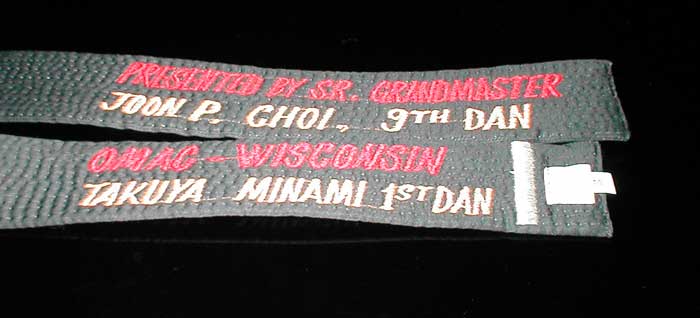 PRESENTED BY SR. GRANDMASTER
JOON P. CHOI, 9TH DAN
OMAC - WISCONSIN
TAKUYA MINAMI 1ST DAN